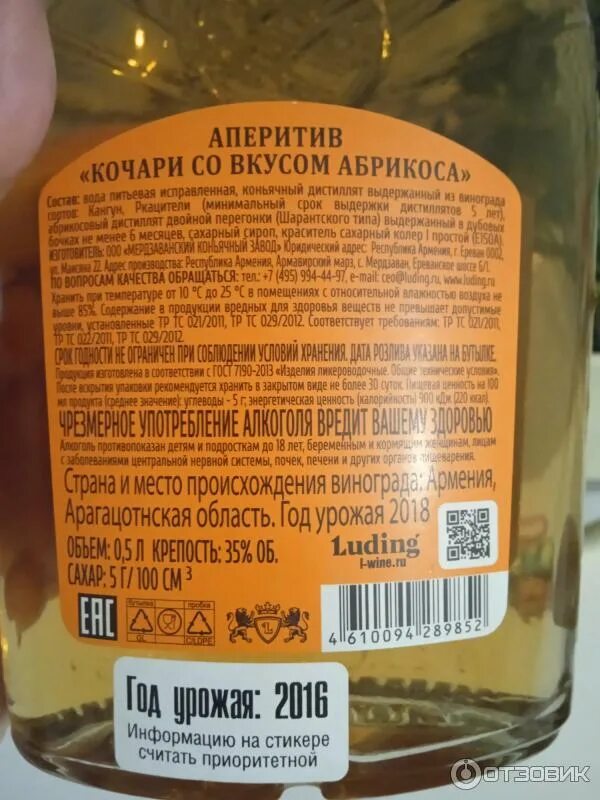 АПЕРИТИВ
«КОЧАРИ СО ВКУСОМ АБРИКОСА»
Состав: вода питьевая исправленная, коньячный дистиллят выдержанный из винограда
сортов: Кангун, Ркацители (минимальный срок выдержки дистиллятов 5 лет),
абрикосовый дистиллят двойной перегонки (Шарантского типа) выдержанный в дубовых
бочках не менее 6 месяцев, сахарный сироп, краситель сахарный колер I простой (Е150A).
ИЗГОТОВИТЕЛЬ: ООО «МЕРДЗАВАНСКИЙ КОНЬЯЧНЫЙ ЗАВОД» Юридический адрес: Республика Армения, г. Ереван 0002,
ул. Амиряна 22. Адрес производства: Республика Армения, Армавирский марз, с. Мердзаван, Ереванское шоссе 6/1.
ПО ВОПРОСАМ КАЧЕСТВА ОБРАЩАТЬСЯ: тел.: +7 (495) 994-44-97, e-mail: ceo@luding.ru, www.luding.ru
Хранить при температуре от 10 °С до 25 °С в помещениях с относительной влажностью воздуха не
выше 85%. Содержание в продукции вредных для здоровья веществ не превышает допустимые
уровни, установленные ТР ТС 021/2011, ТР ТС 029/2012. Соответствует требованиям: ТР ТС 021/2011,
ТР ТС 022/2011, ТР ТС 029/2012.
СРОК ГОДНОСТИ НЕ ОГРАНИЧЕН ПРИ СОБЛЮДЕНИИ УСЛОВИЙ ХРАНЕНИЯ. ДАТА РОЗЛИВА УКАЗАНА НА БУТЫЛКЕ.
Продукция изготовлена в соответствии с ГОСТ 7190-2013 «Изделия ликероводочные. Общие технические условия».
После вскрытия упаковки рекомендуется хранить в закрытом виде не более 30 суток. Пищевая ценность на 100
мл продукта (среднее значение): углеводы - 5 г; энергетическая ценность (калорийность) 900 кДж (220 ккал).
ЧРЕЗМЕРНОЕ УПОТРЕБЛЕНИЕ АЛКОГОЛЯ ВРЕДИТ ВАШЕМУ ЗДОРОВЬЮ
Алкоголь противопоказан детям и подросткам до 18 лет, беременным и кормящим женщинам, лицам
с заболеваниями центральной нервной системы, почек, печени и других органов пищеварения.
Страна и место происхождения винограда: Армения,
Арагацотнская область. Год урожая 2018
ОБЪЕМ: 0,5 Л КРЕПОСТЬ: 35% ОБ.
САХАР: 5 Г/ 100 СМ³
Luding
l-wine.ru
EAC
бутылка
GL
пробка
C/LDPE
4 610094 289852
Год урожая: 2016
Информацию на стикере
считать приоритетной
ОТЗОВИК